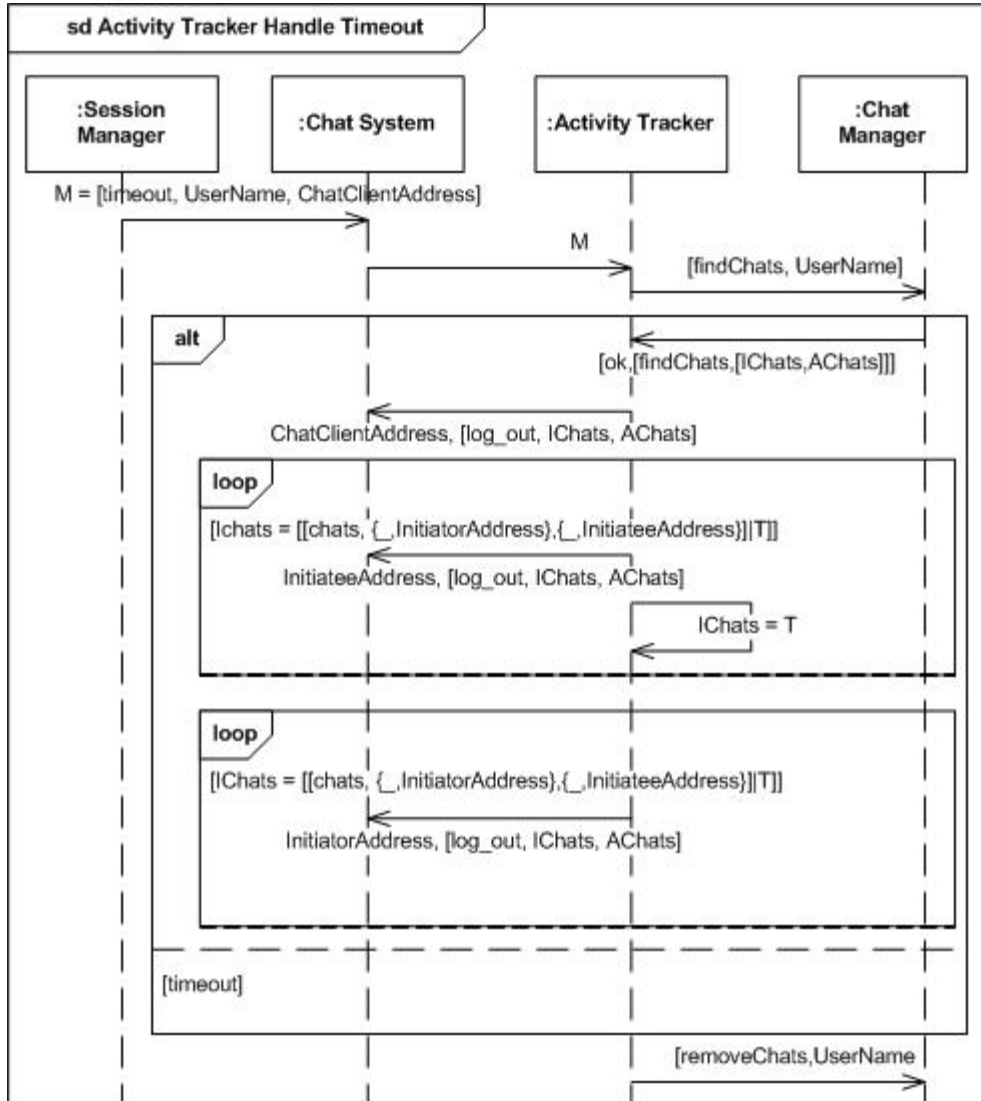 sd Activity Tracker Handle Timeout
:Session
Manager
:Chat System
:Activity Tracker
:Chat
Manager
M = [timeout, UserName, ChatClientAddress]
M
[findChats, UserName]
alt
[ok,[findChats,[IChats,AChats]]]
ChatClientAddress, [log_out, IChats, AChats]
loop
[Ichats = [[chats, {_,InitiatorAddress},{_,InitiateeAddress}]|T]]
InitiateeAddress, [log_out, IChats, AChats]
IChats = T
loop
[IChats = [[chats, {_,InitiatorAddress},{_,InitiateeAddress}]|T]]
InitiatorAddress, [log_out, IChats, AChats]
[timeout]
[removeChats,UserName